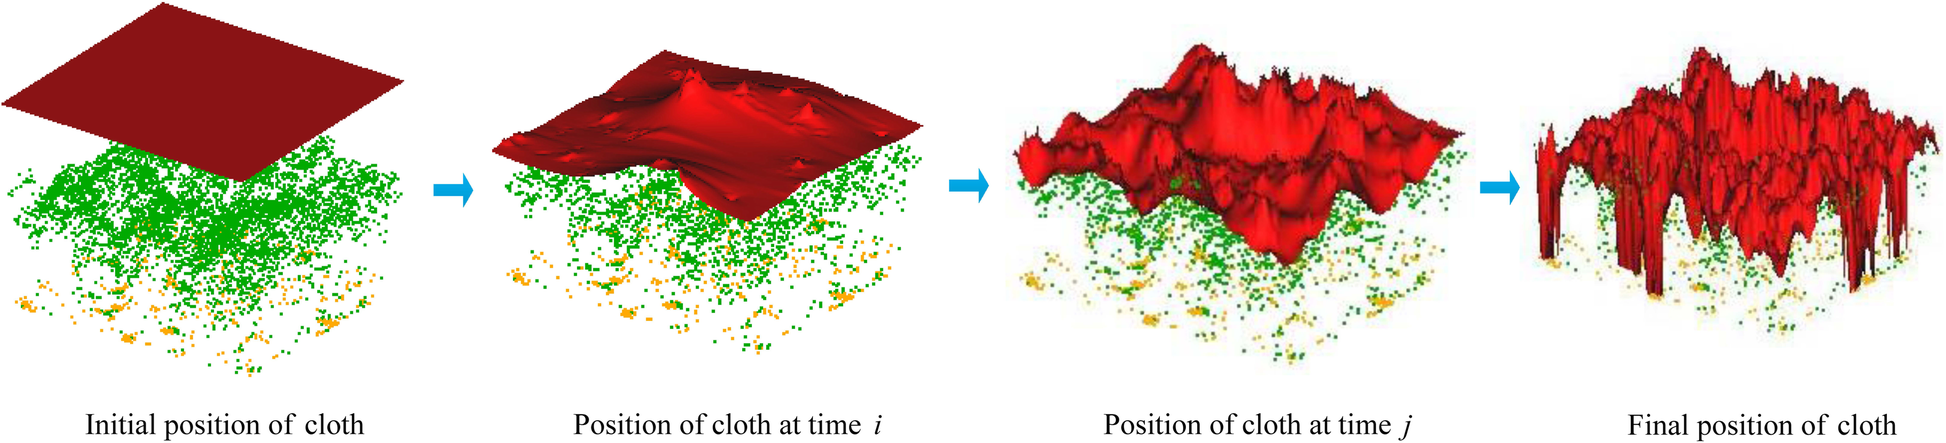 Initial position of cloth
Position of cloth at time i
Position of cloth at time j
Final position of cloth